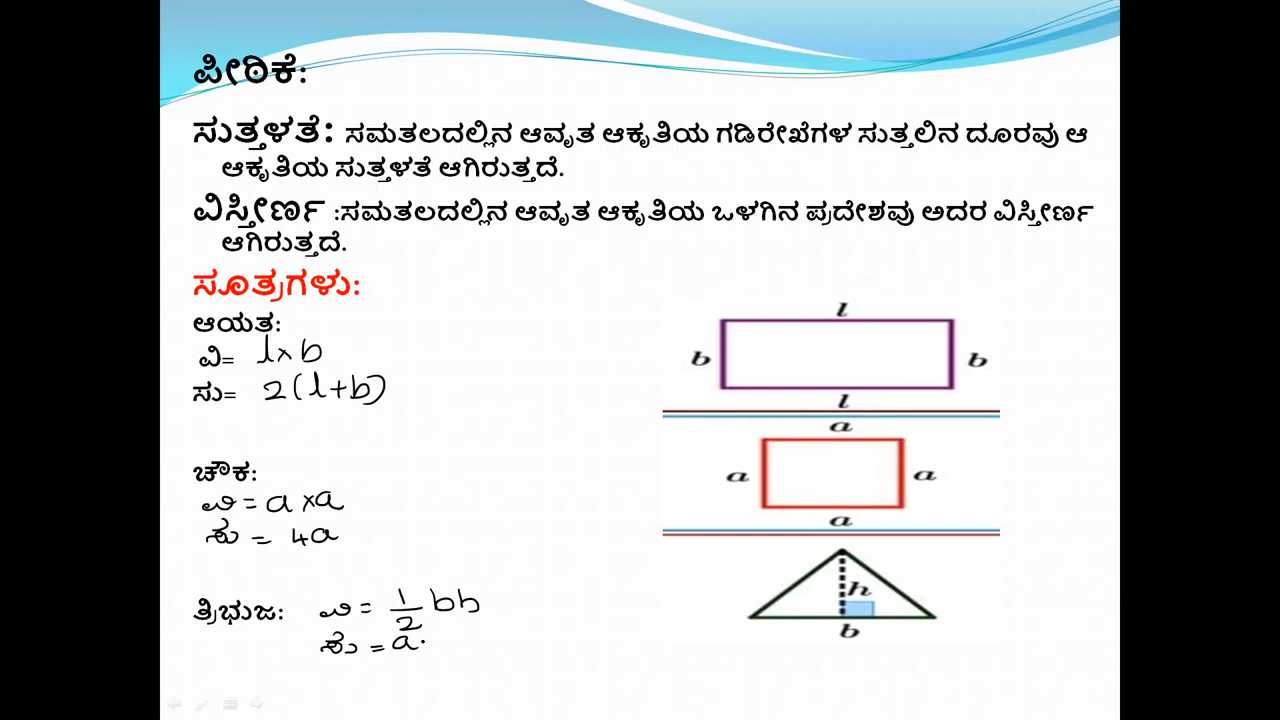 ಪೀಠಿಕೆ:
ಸುತ್ತಳತೆ: ಸಮತಲದಲ್ಲಿನ ಆವೃತ ಆಕೃತಿಯ ಗಡಿರೇಖೆಗಳ ಸುತ್ತಲಿನ ದೂರವು ಆ
ಆಕೃತಿಯ ಸುತ್ತಳತೆ ಆಗಿರುತ್ತದೆ.
ವಿಸ್ತೀರ್ಣ :ಸಮತಲದಲ್ಲಿನ ಆವೃತ ಆಕೃತಿಯ ಒಳಗಿನ ಪ್ರದೇಶವು ಅದರ ವಿಸ್ತೀರ್ಣ
ಆಗಿರುತ್ತದೆ.
ಸೂತ್ರಗಳು:
ಆಯತ:
ವಿ= l×b
ಸು= 2(l+b)
ಚೌಕ:
ವಿ = a×a
ಸು = 4a
ತ್ರಿಭುಜ: ವಿ = 1/2 bh
ಸು = a.
l
b b
l
a
a a
a
h
b